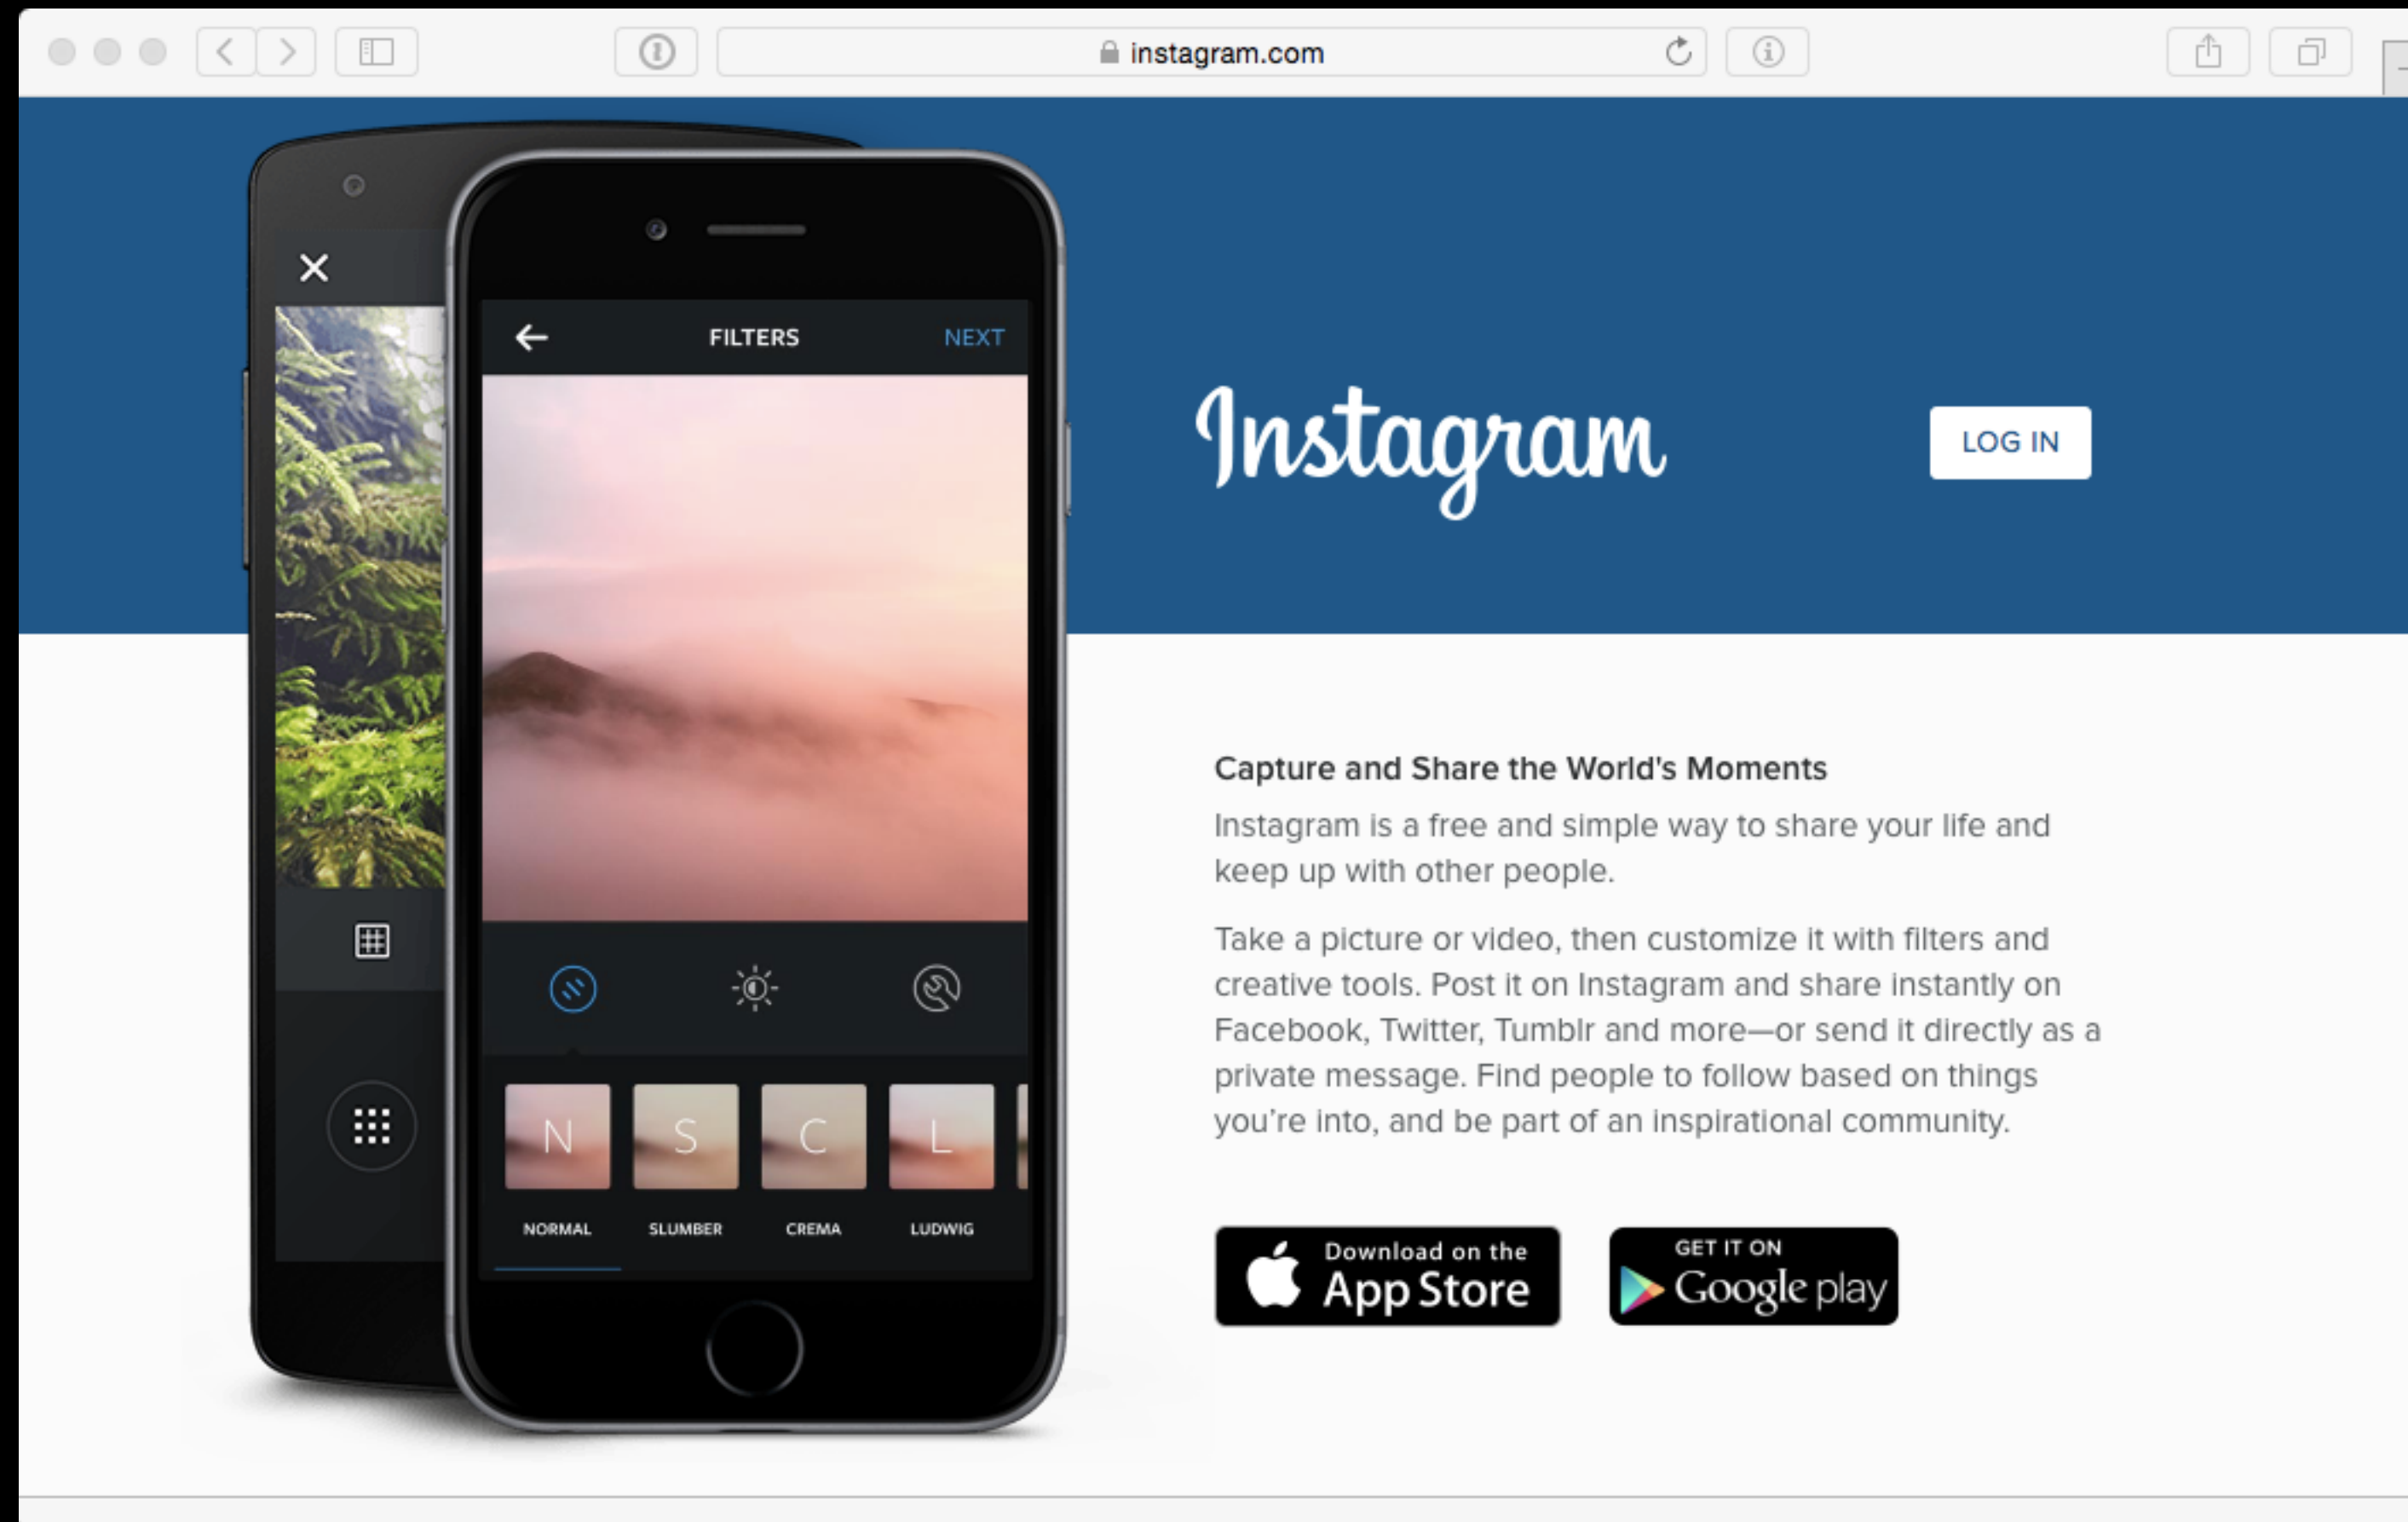 instagram.com
FILTERS
NEXT
Instagram
LOG IN
Capture and Share the World's Moments
Instagram is a free and simple way to share your life and
keep up with other people.
Take a picture or video, then customize it with filters and
creative tools. Post it on Instagram and share instantly on
Facebook, Twitter, Tumblr and more—or send it directly as a
private message. Find people to follow based on things
you’re into, and be part of an inspirational community.
N S C L
NORMAL SLUMBER CREMA LUDWIG
Download on the
App Store
GET IT ON
Google play